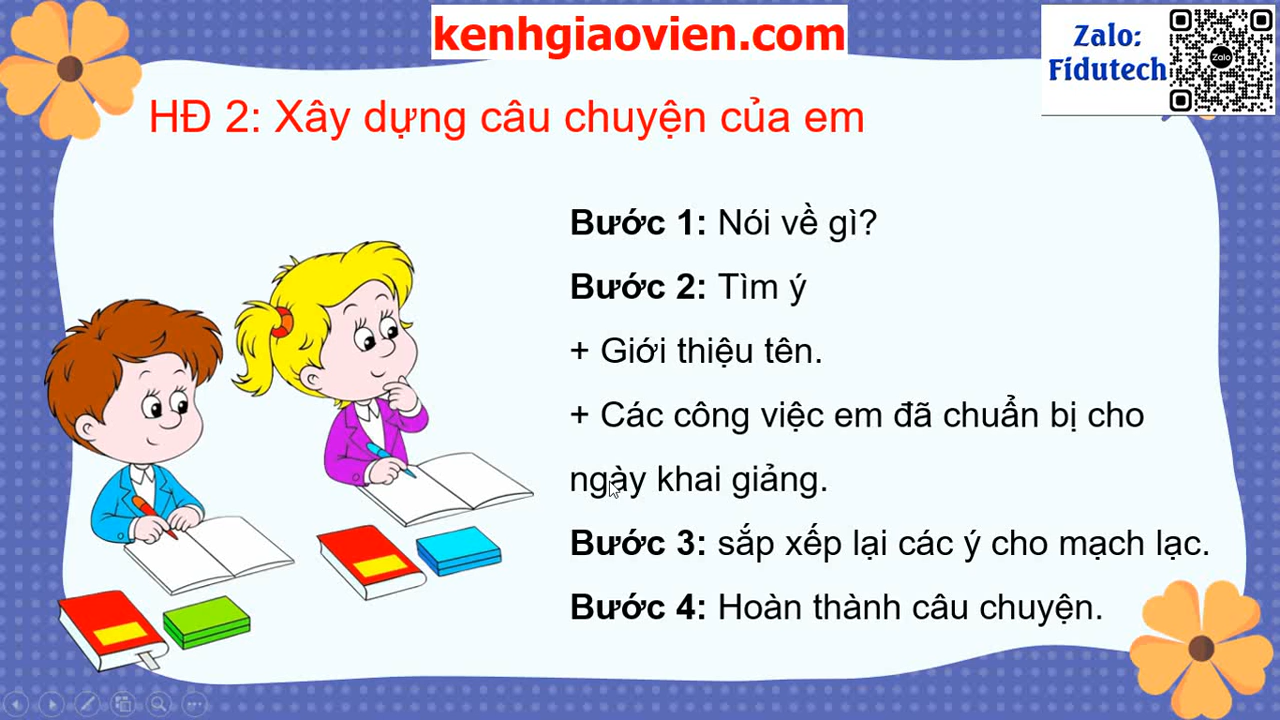 kenhgiaovien.com
Zalo:
Fidutech
Zalo
HĐ 2: Xây dựng câu chuyện của em
Bước 1: Nói về gì?
Bước 2: Tìm ý
+ Giới thiệu tên.
+ Các công việc em đã chuẩn bị cho
ngày khai giảng.
Bước 3: sắp xếp lại các ý cho mạch lạc.
Bước 4: Hoàn thành câu chuyện.